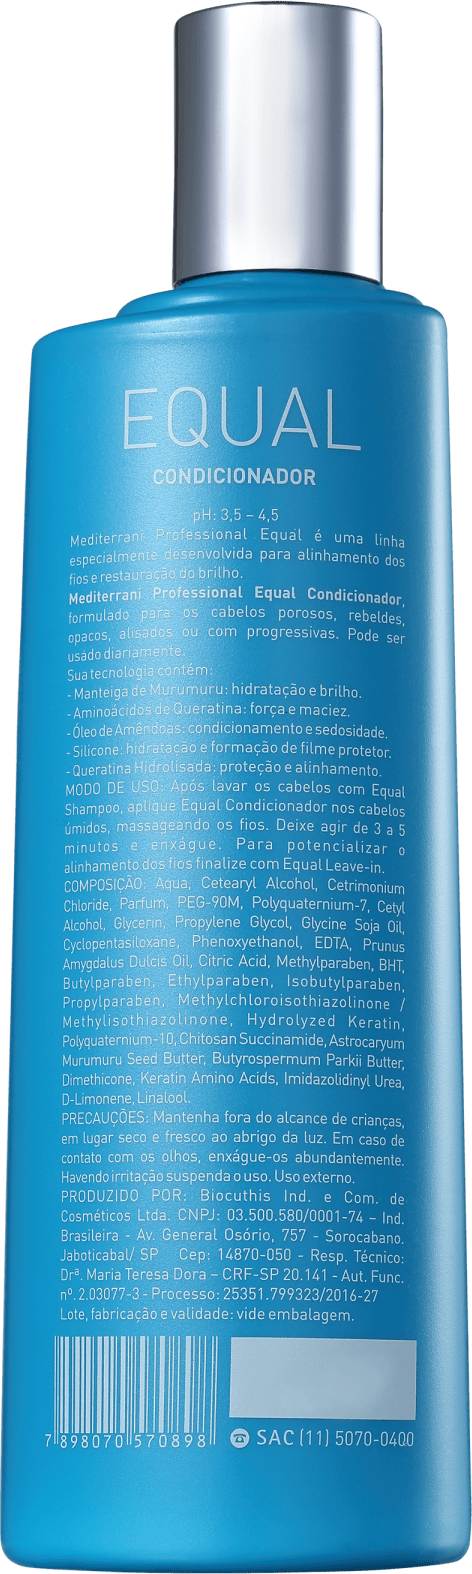 EQUAL
CONDICIONADOR
pH: 3,5 – 4,5
Mediterrani Professional Equal é uma linha
especialmente desenvolvida para alinhamento dos
fios e restauração do brilho.
Mediterrani Professional Equal Condicionador,
formulado para os cabelos porosos, rebeldes,
opacos, alisados ou com progressivas. Pode ser
usado diariamente.
Sua tecnologia contém:
- Manteiga de Murumuru: hidratação e brilho.
- Aminoácidos de Queratina: força e maciez.
- Óleo de Amêndoas: condicionamento e sedosidade.
- Silicone: hidratação e formação de filme protetor.
- Queratina Hidrolisada: proteção e alinhamento.
MODO DE USO: Após lavar os cabelos com Equal
Shampoo, aplique Equal Condicionador nos cabelos
úmidos, massageando os fios. Deixe agir de 3 a 5
minutos e enxágue. Para potencializar o
alinhamento dos fios finalize com Equal Leave-in.
COMPOSIÇÃO: Aqua, Cetearyl Alcohol, Cetrimonium
Chloride, Parfum, PEG-90M, Polyquaternium-7, Cetyl
Alcohol, Glycerin, Propylene Glycol, Glycine Soja Oil,
Cyclopentasiloxane, Phenoxyethanol, EDTA, Prunus
Amygdalus Dulcis Oil, Citric Acid, Methylparaben, BHT,
Butylparaben, Ethylparaben, Isobutylparaben,
Propylparaben, Methylchloroisothiazolinone /
Methylisothiazolinone, Hydrolyzed Keratin,
Polyquaternium-10, Chitosan Succinamide, Astrocaryum
Murumuru Seed Butter, Butyrospermum Parkii Butter,
Dimethicone, Keratin Amino Acids, Imidazolidinyl Urea,
D-Limonene, Linalool.
PRECAUÇÕES: Mantenha fora do alcance de crianças,
em lugar seco e fresco ao abrigo da luz. Em caso de
contato com os olhos, enxágue-os abundantemente.
Havendo irritação suspenda o uso. Uso externo.
PRODUZIDO POR: Biocuthis Ind. e Com. de
Cosméticos Ltda. CNPJ: 03.500.580/0001-74 – Ind.
Brasileira - Av. General Osório, 757 - Sorocabano.
Jaboticabal/ SP Cep: 14870-050 - Resp. Técnico:
Drª. Maria Teresa Dora – CRF-SP 20.141 - Aut. Func.
nº. 2.03077-3 - Processo: 25351.799323/2016-27
Lote, fabricação e validade: vide embalagem.
7 898070 570898
SAC (11) 5070-0400